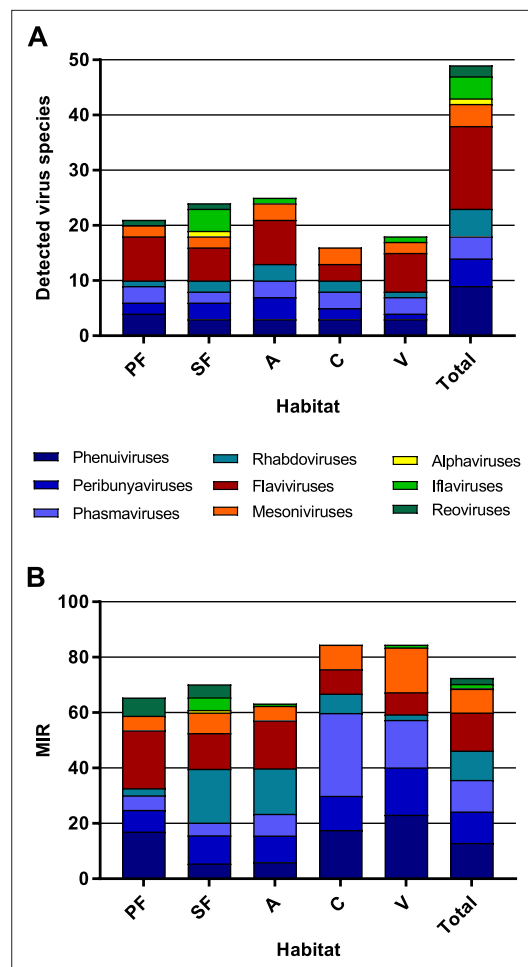 A
50
40
30
20
10
0
Detected virus species
PF SF A C V Total
Habitat
Phenuiviruses Rhabdoviruses Alphaviruses
Peribunyaviruses Flaviviruses Iflaviruses
Phasmaviruses Mesoniviruses Reoviruses
B
100
80
60
40
20
0
MIR
PF SF A C V Total
Habitat